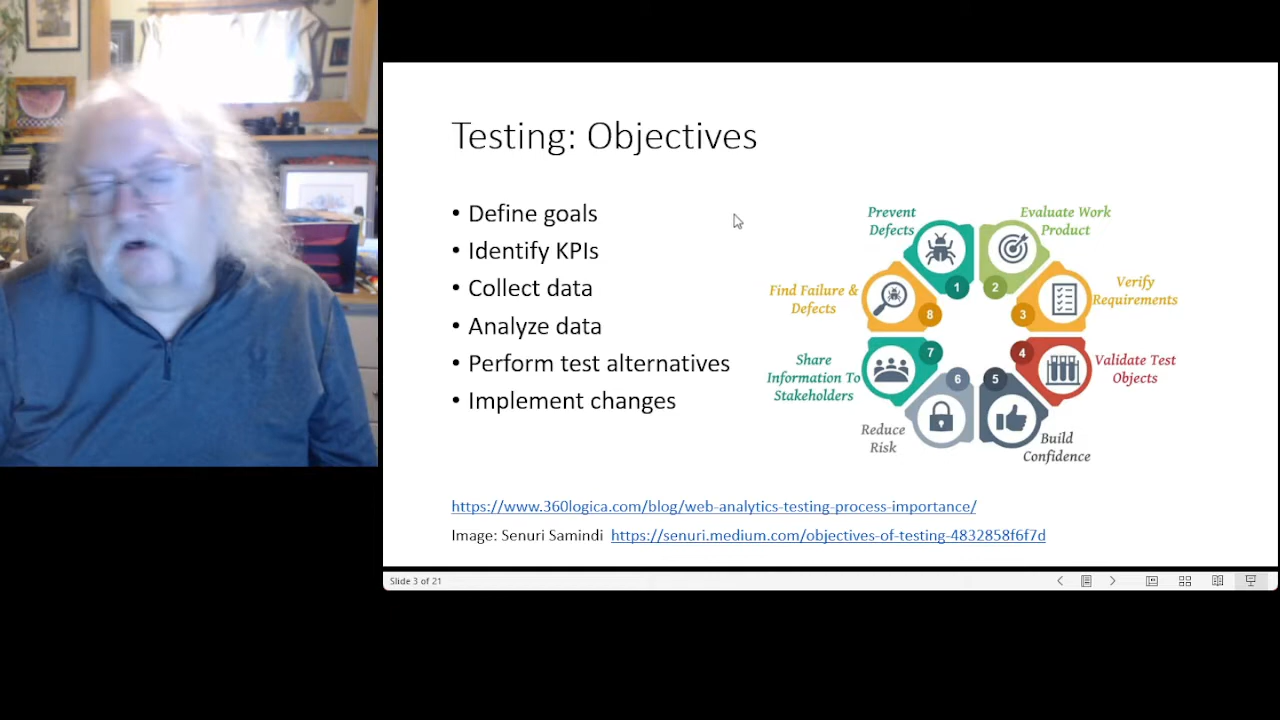 Testing: Objectives
• Define goals
• Identify KPIs
• Collect data
• Analyze data
• Perform test alternatives
• Implement changes
Prevent
Defects
Evaluate Work
Product
Find Failure &
Defects
Verify
Requirements
Share
Information To
Stakeholders
Validate Test
Objects
Reduce
Risk
Build
Confidence
1
2
3
4
5
6
7
8
https://www.360logica.com/blog/web-analytics-testing-process-importance/
Image: Senuri Samindi https://senuri.medium.com/objectives-of-testing-4832858f6f7d
Slide 3 of 21